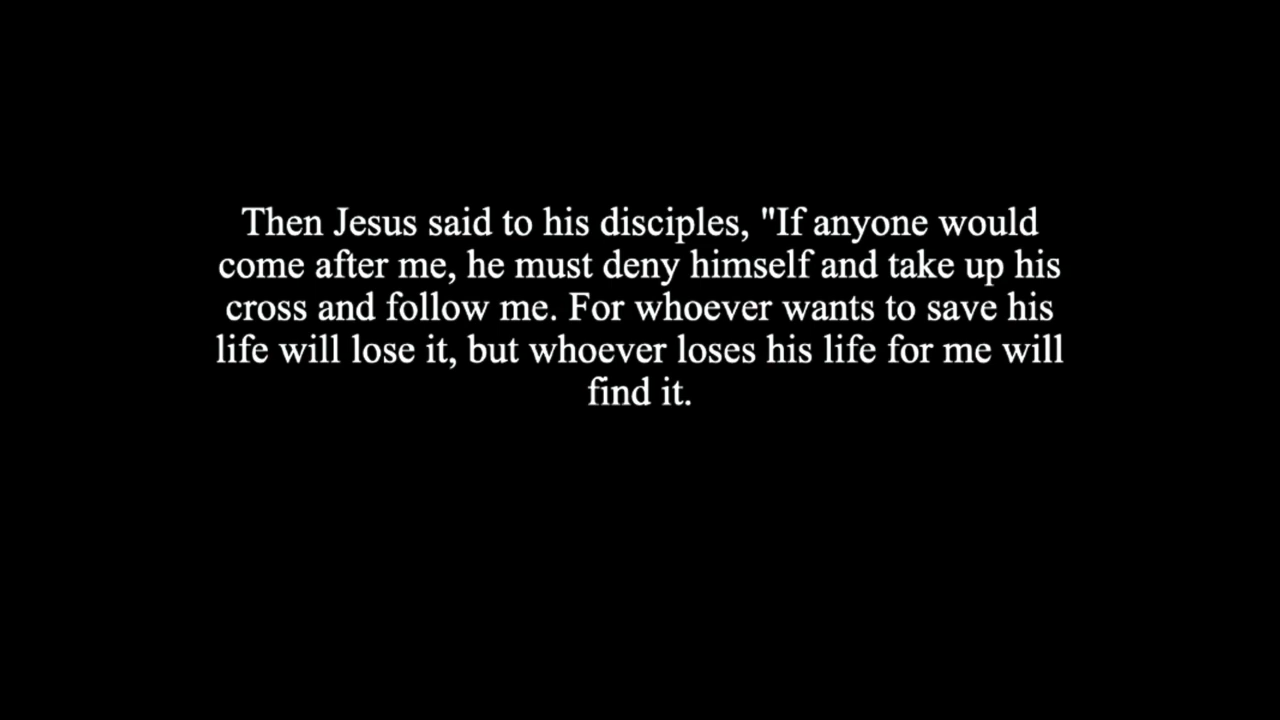 Then Jesus said to his disciples, "If anyone would
come after me, he must deny himself and take up his
cross and follow me. For whoever wants to save his
life will lose it, but whoever loses his life for me will
find it.